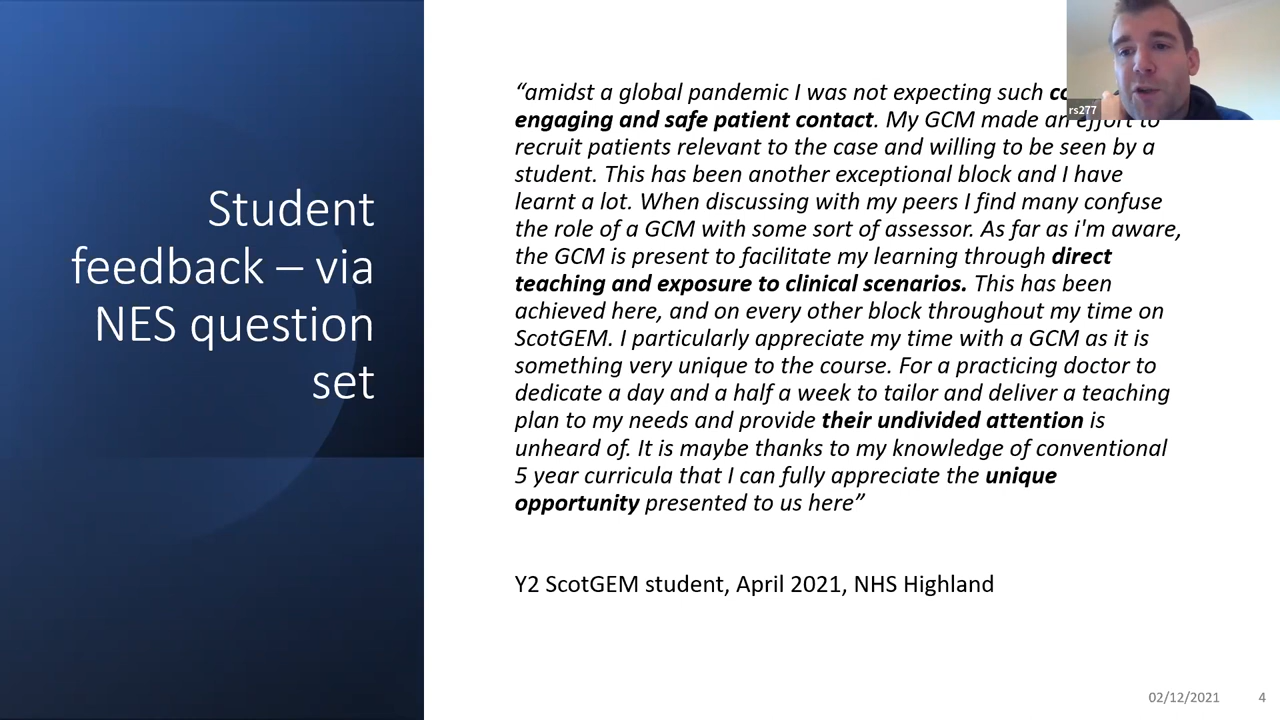 Student
feedback – via
NES question
set
“amidst a global pandemic I was not expecting such
engaging and safe patient contact. My GCM made an effort to
recruit patients relevant to the case and willing to be seen by a
student. This has been another exceptional block and I have
learnt a lot. When discussing with my peers I find many confuse
the role of a GCM with some sort of assessor. As far as i'm aware,
the GCM is present to facilitate my learning through direct
teaching and exposure to clinical scenarios. This has been
achieved here, and on every other block throughout my time on
ScotGEM. I particularly appreciate my time with a GCM as it is
something very unique to the course. For a practicing doctor to
dedicate a day and a half a week to tailor and deliver a teaching
plan to my needs and provide their undivided attention is
unheard of. It is maybe thanks to my knowledge of conventional
5 year curricula that I can fully appreciate the unique
opportunity presented to us here”
Y2 ScotGEM student, April 2021, NHS Highland
rs277
02/12/2021 4